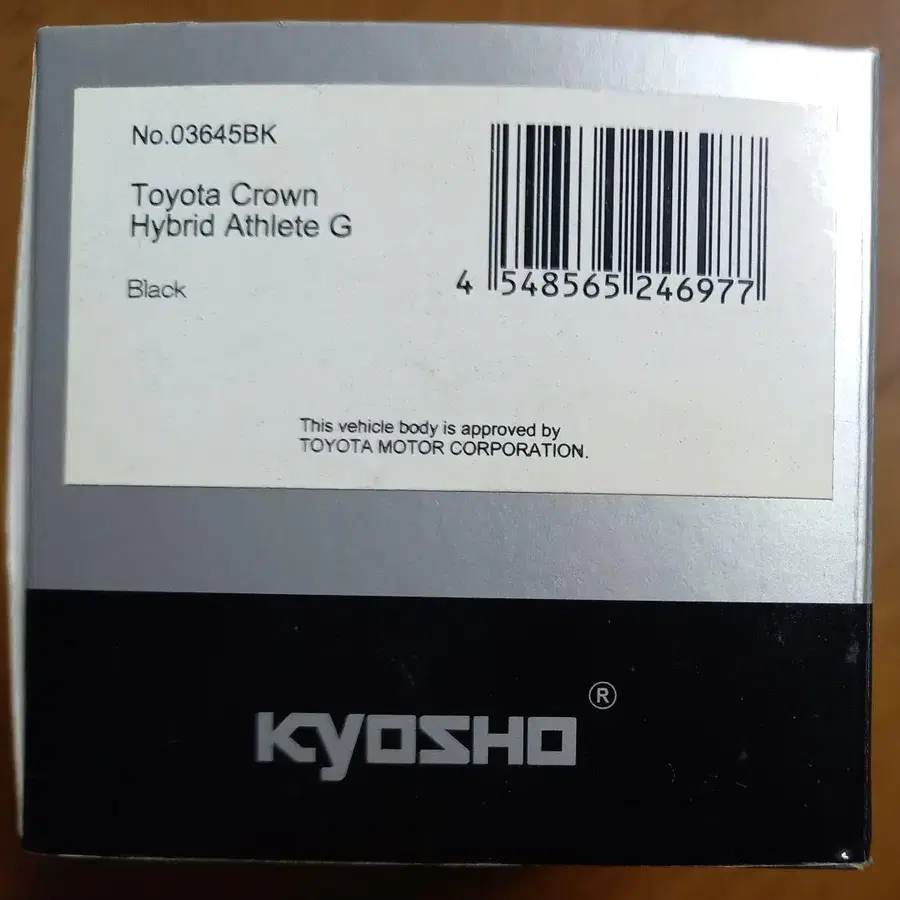 No.03645BK
Toyota Crown
Hybrid Athlete G
Black
4 548565 246977
This vehicle body is approved by
TOYOTA MOTOR CORPORATION.
KYOSHO ®